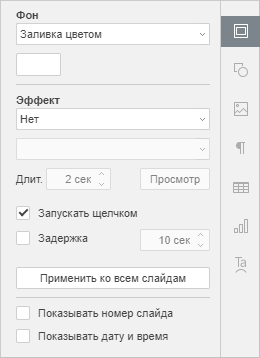 Фон
Заливка цветом
Эффект
Нет
Длит. 2 сек Просмотр
Запускать щелчком
Задержка 10 сек
Применить ко всем слайдам
Показывать номер слайда
Показывать дату и время
Ta